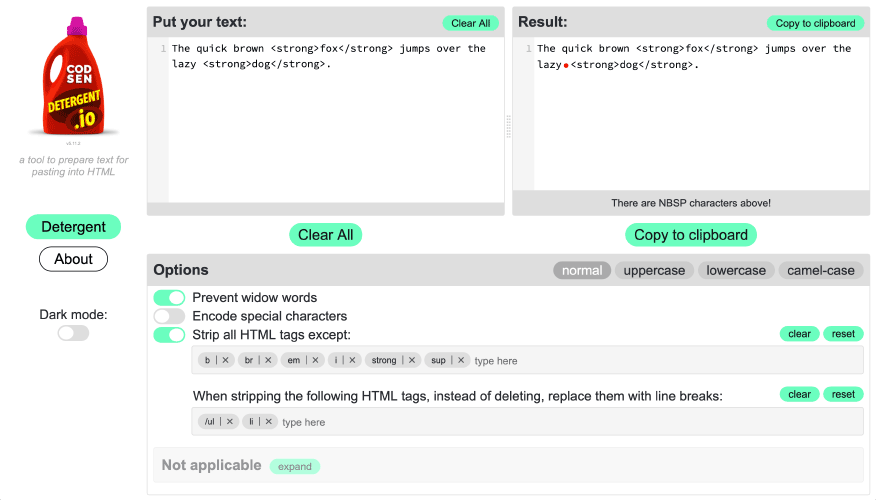 COD
SEN
DETERGENT
.io
a tool to prepare text for
pasting into HTML
Detergent
About
Dark mode:
Put your text:
Clear All
1 The quick brown <strong>fox</strong> jumps over the
lazy <strong>dog</strong>.
Result:
Copy to clipboard
1 The quick brown <strong>fox</strong> jumps over the
lazy•<strong>dog</strong>.
There are NBSP characters above!
Clear All
Copy to clipboard
Options
normal uppercase lowercase camel-case
Prevent widow words
Encode special characters
Strip all HTML tags except:
clear reset
b | ✕ br | ✕ em | ✕ i | ✕ strong | ✕ sup | ✕ type here
When stripping the following HTML tags, instead of deleting, replace them with line breaks:
clear reset
/ul | ✕ li | ✕ type here
Not applicable expand